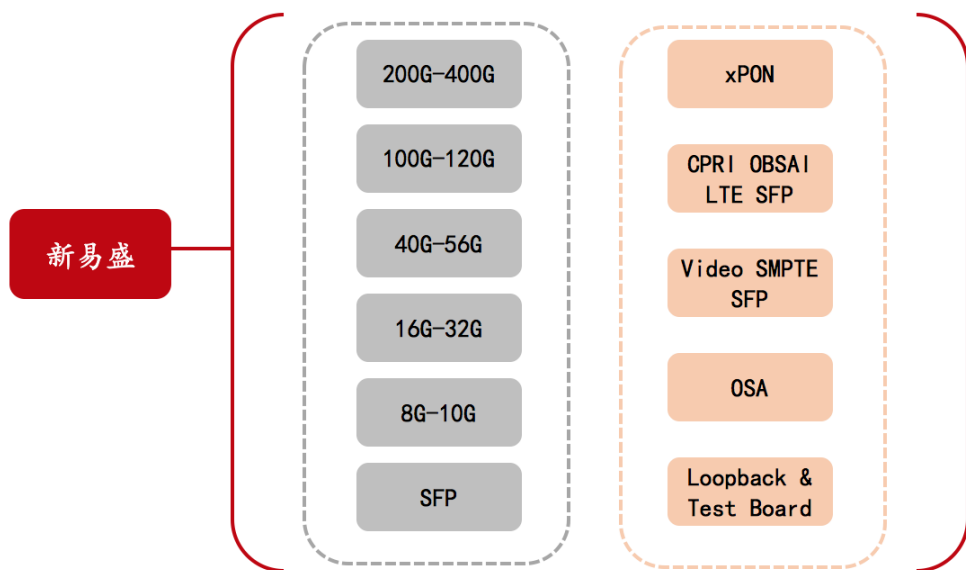 新易盛
200G-400G
100G-120G
40G-56G
16G-32G
8G-10G
SFP
xPON
CPRI OBSAI
LTE SFP
Video SMPTE
SFP
OSA
Loopback &
Test Board